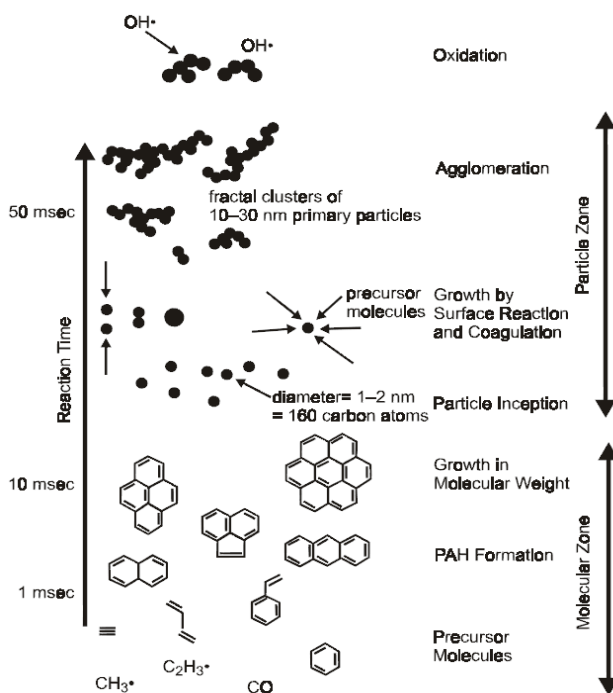 OH•
OH•
Oxidation
Agglomeration
50 msec
fractal clusters of
10–30 nm primary particles
Particle Zone
precursor
molecules
Growth by
Surface Reaction
and Coagulation
Reaction Time
diameter= 1–2 nm
= 160 carbon atoms
Particle Inception
10 msec
Growth in
Molecular Weight
PAH Formation
Molecular Zone
1 msec
Precursor
Molecules
CH₃•
C₂H₃•
CO